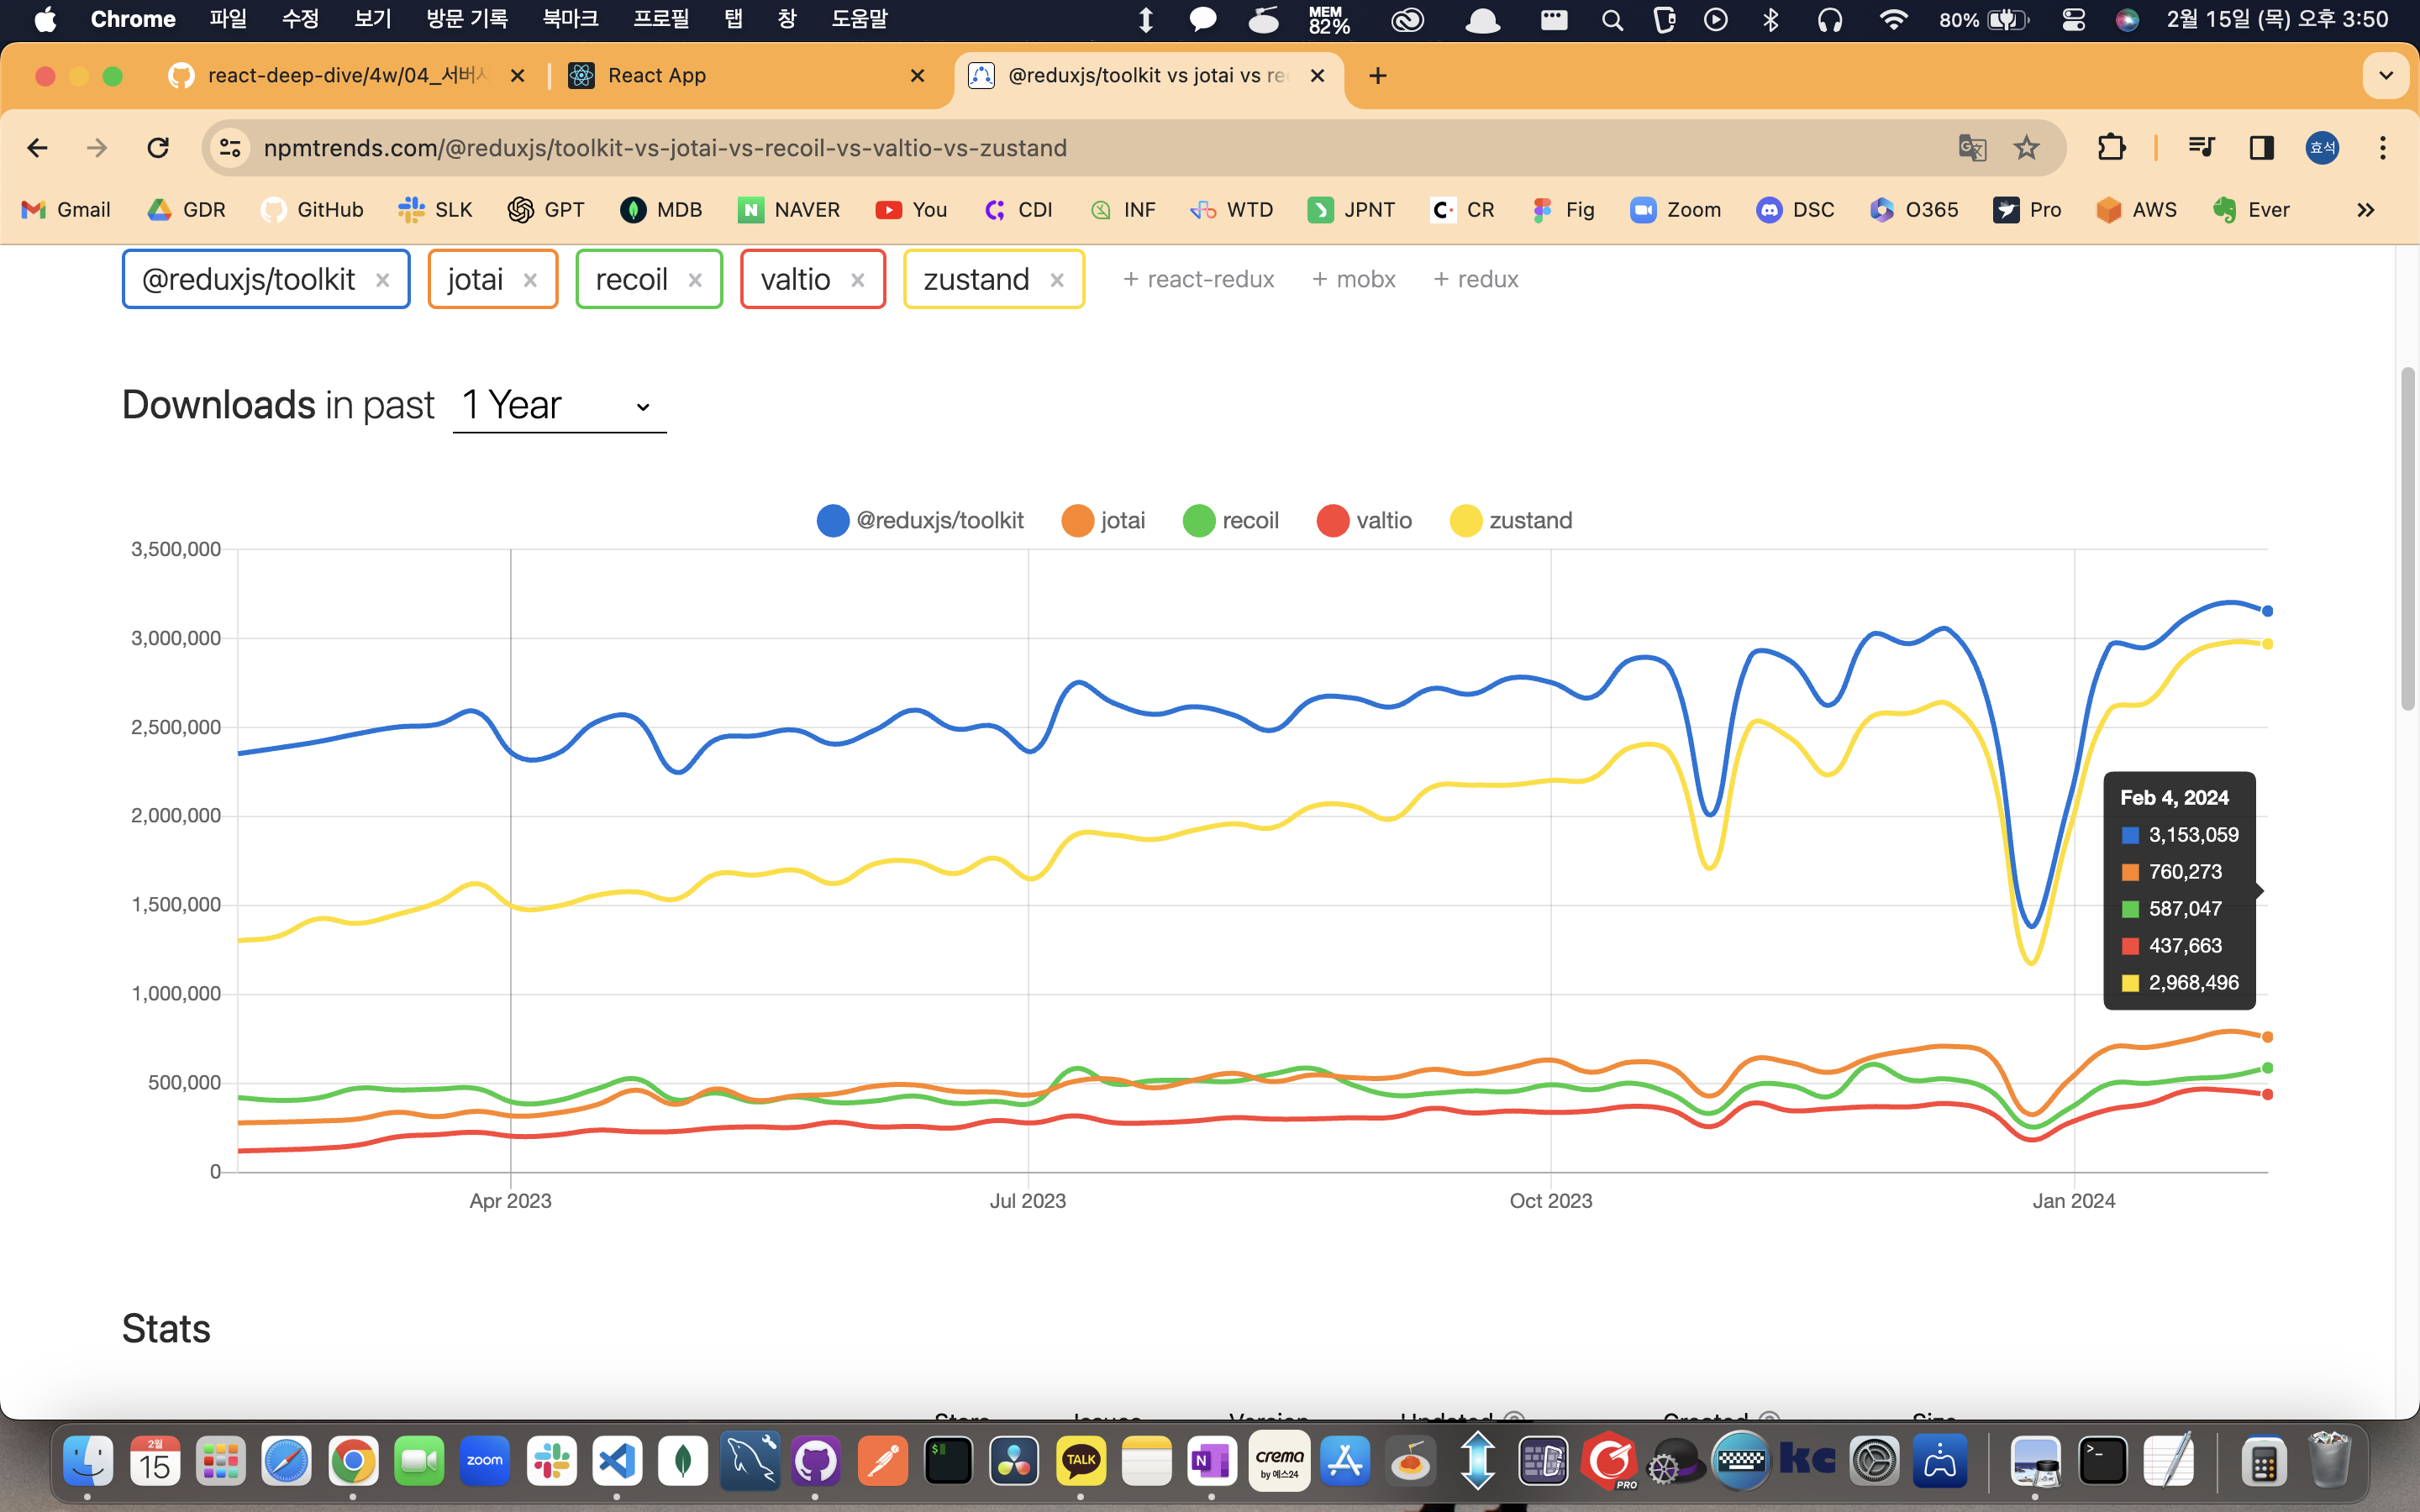 Chrome 파일 수정 보기 방문 기록 북마크 프로필 탭 창 도움말 MEM 82% 80% 2월 15일 (목) 오후 3:50
react-deep-dive/4w/04_서버사 React App @reduxjs/toolkit vs jotai vs re
npmtrends.com/@reduxjs/toolkit-vs-jotai-vs-recoil-vs-valtio-vs-zustand 효석
Gmail GDR GitHub SLK GPT MDB NAVER You CDI INF WTD JPNT CR Fig Zoom DSC O365 Pro AWS Ever
@reduxjs/toolkit × jotai × recoil × valtio × zustand × + react-redux + mobx + redux
Downloads in past 1 Year
@reduxjs/toolkit jotai recoil valtio zustand
3,500,000
3,000,000
2,500,000
2,000,000
1,500,000
1,000,000
500,000
0
Feb 4, 2024
3,153,059
760,273
587,047
437,663
2,968,496
Apr 2023 Jul 2023 Oct 2023 Jan 2024
Stats
Stars Issues Version Updated Created Size
2월
15
zoom
TALK
crema
by 예스24
PRO
kc